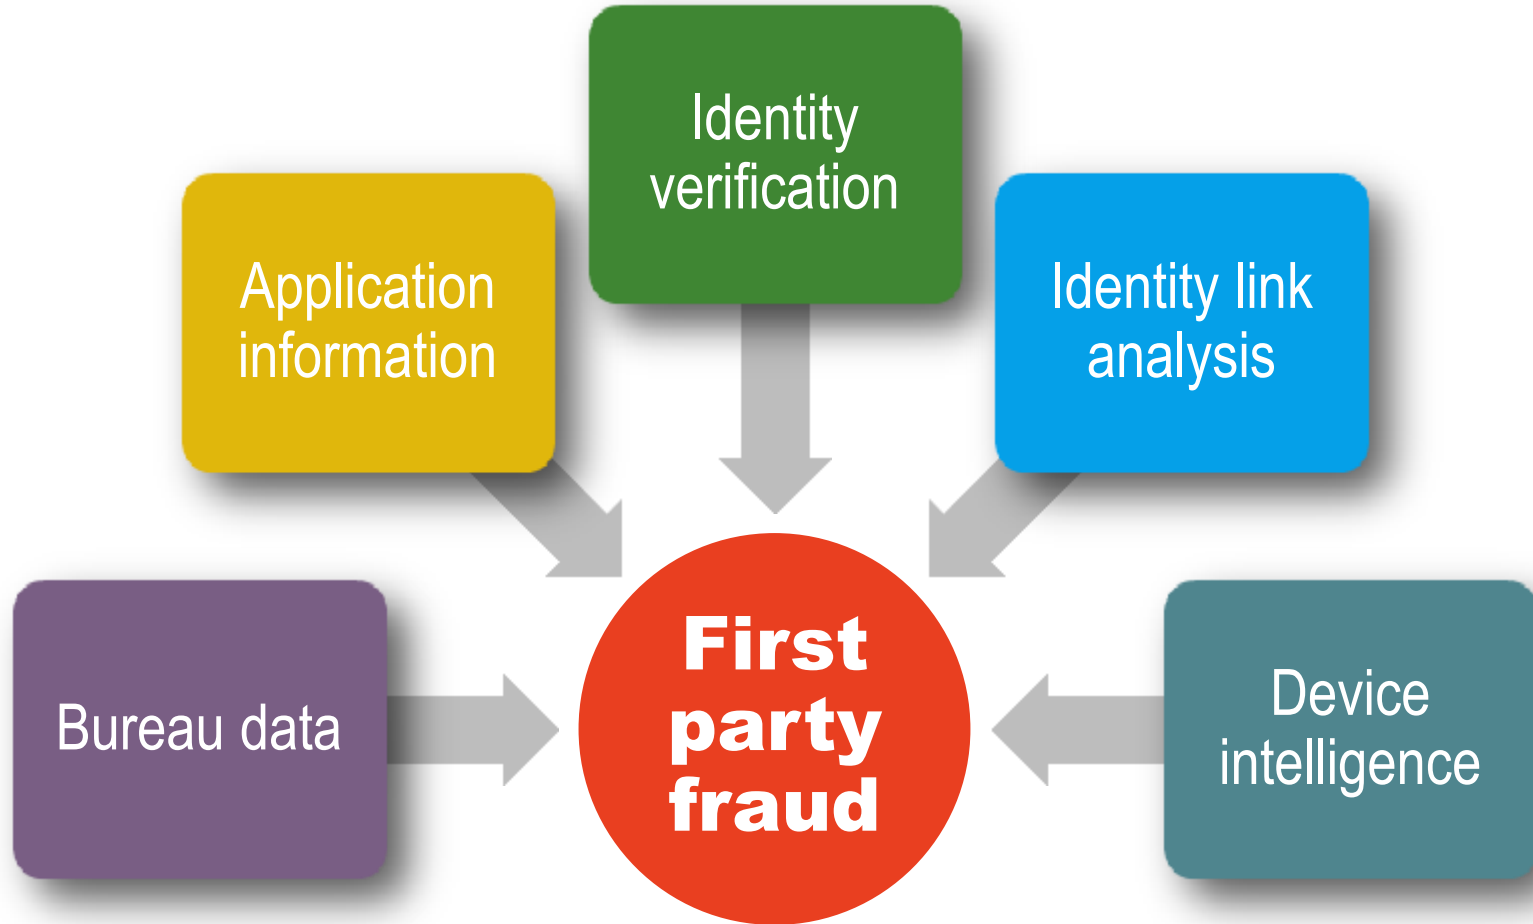 Identity
verification
Application
information
Identity link
analysis
Bureau data
First
party
fraud
Device
intelligence